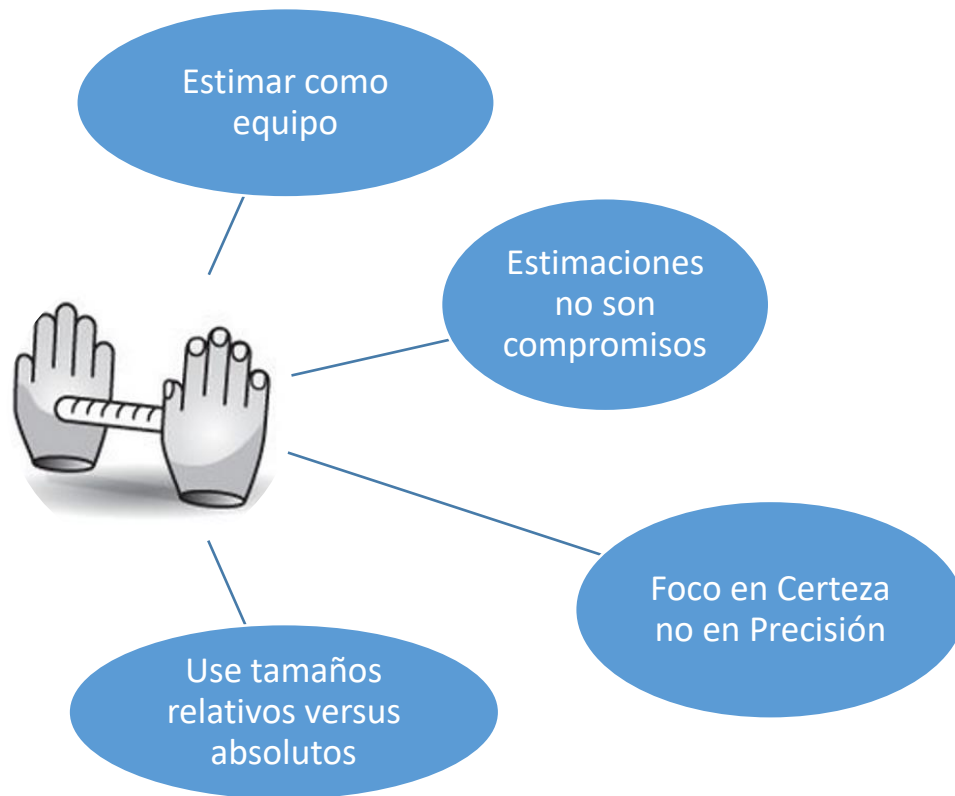 Estimar como
equipo
Estimaciones
no son
compromisos
Foco en Certeza
no en Precisión
Use tamaños
relativos versus
absolutos